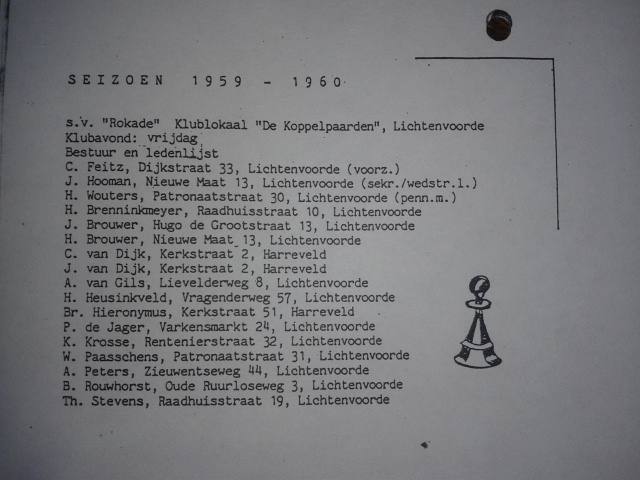 SEIZOEN 1959 - 1960
s.v. "Rokade" Klublokaal "De Koppelpaarden", Lichtenvoorde
Klubavond: vrijdag
Bestuur en ledenlijst
C. Feitz, Dijkstraat 33, Lichtenvoorde (voorz.)
J. Hooman, Nieuwe Maat 13, Lichtenvoorde (sekr./wedstr.l.)
H. Wouters, Patronaatstraat 30, Lichtenvoorde (penn.m.)
H. Brenninkmeyer, Raadhuisstraat 10, Lichtenvoorde
J. Brouwer, Hugo de Grootstraat 13, Lichtenvoorde
H. Brouwer, Nieuwe Maat 13, Lichtenvoorde
C. van Dijk, Kerkstraat 2, Harreveld
J. van Dijk, Kerkstraat 2, Harreveld
A. van Gils, Lievelderweg 8, Lichtenvoorde
H. Heusinkveld, Vragenderweg 57, Lichtenvoorde
Br. Hieronymus, Kerkstraat 51, Harreveld
P. de Jager, Varkensmarkt 24, Lichtenvoorde
K. Krosse, Rentenierstraat 32, Lichtenvoorde
W. Paasschens, Patronaatstraat 31, Lichtenvoorde
A. Peters, Zieuwentseweg 44, Lichtenvoorde
B. Rouwhorst, Oude Ruurloseweg 3, Lichtenvoorde
Th. Stevens, Raadhuisstraat 19, Lichtenvoorde